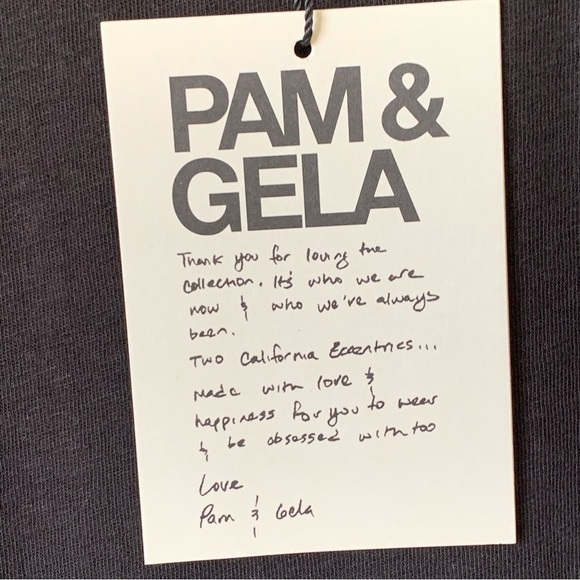 PAM &
GELA
Thank you for loving the
collection. It's who we are
now & who we've always
been.
Two California Eccentrics...
Made with love &
happiness for you to wear
& be obsessed with too
Love
Pam & Gela